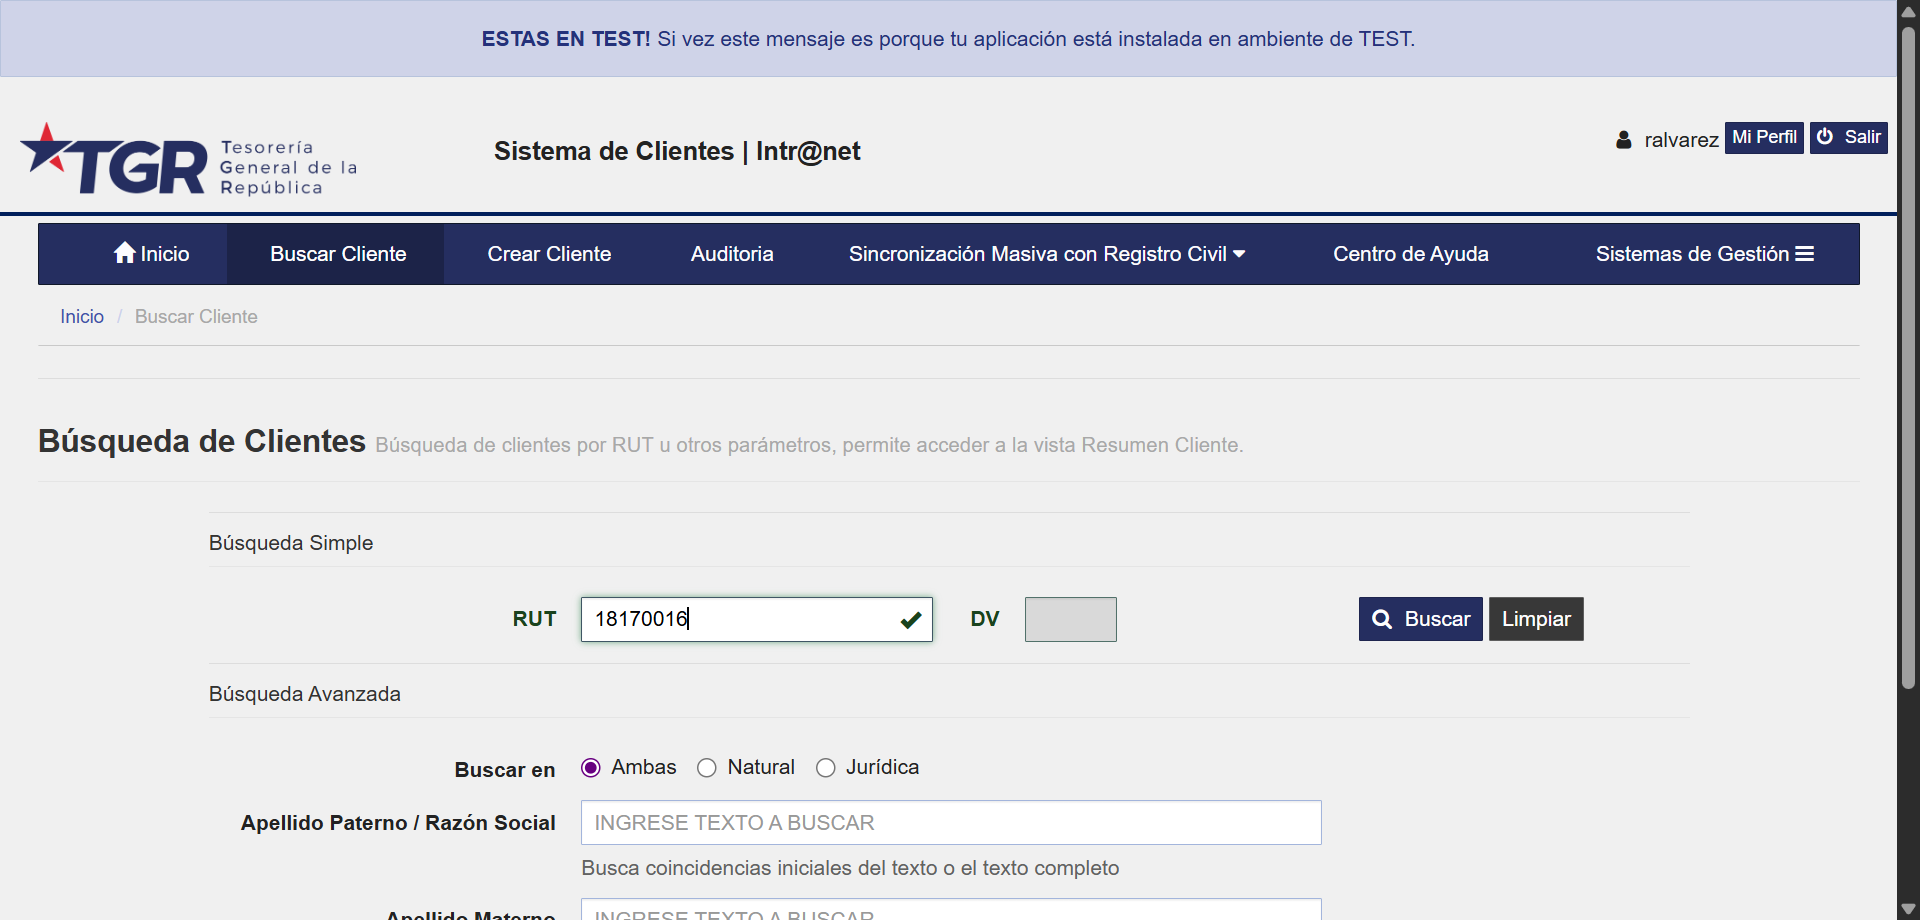 ESTAS EN TEST! Si vez este mensaje es porque tu aplicación está instalada en ambiente de TEST.
TGR Tesorería
General de la
República
Sistema de Clientes | Intr@net
ralvarez Mi Perfil Salir
Inicio Buscar Cliente Crear Cliente Auditoria Sincronización Masiva con Registro Civil Centro de Ayuda Sistemas de Gestión
Inicio / Buscar Cliente
Búsqueda de Clientes Búsqueda de clientes por RUT u otros parámetros, permite acceder a la vista Resumen Cliente.
Búsqueda Simple
RUT 18170016 DV Buscar Limpiar
Búsqueda Avanzada
Buscar en Ambas Natural Jurídica
Apellido Paterno / Razón Social INGRESE TEXTO A BUSCAR
Busca coincidencias iniciales del texto o el texto completo
Apellido Materno INGRESE TEXTO A BUSCAR